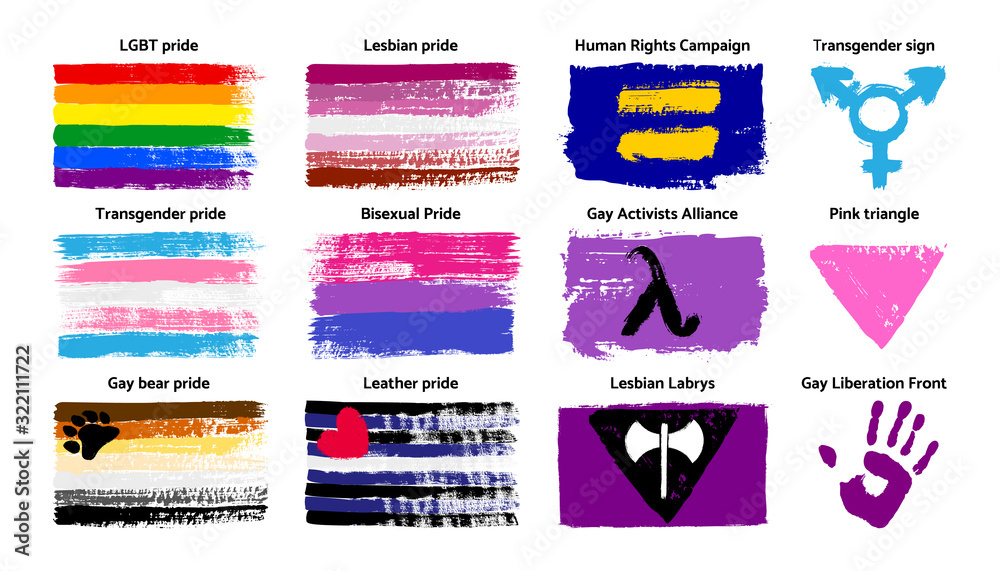 LGBT pride
Lesbian pride
Human Rights Campaign
Transgender sign
Transgender pride
Bisexual Pride
Gay Activists Alliance
Pink triangle
Gay bear pride
Leather pride
Lesbian Labrys
Gay Liberation Front
Adobe Stock | #322111722